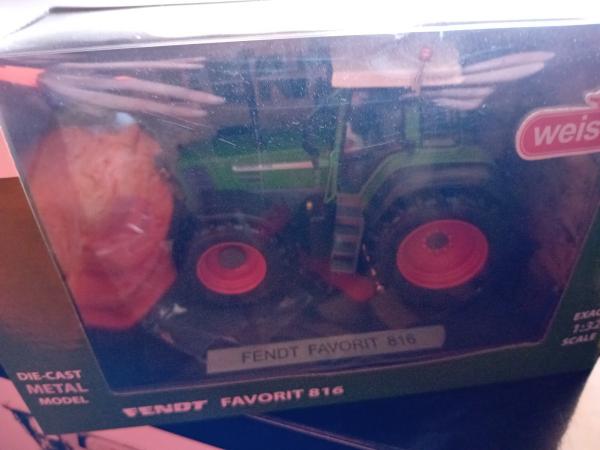 weis
FENDT FAVORIT 816
EXAC
1:32
SCALE
DIE-CAST
METAL
MODEL
FENDT FAVORIT 816